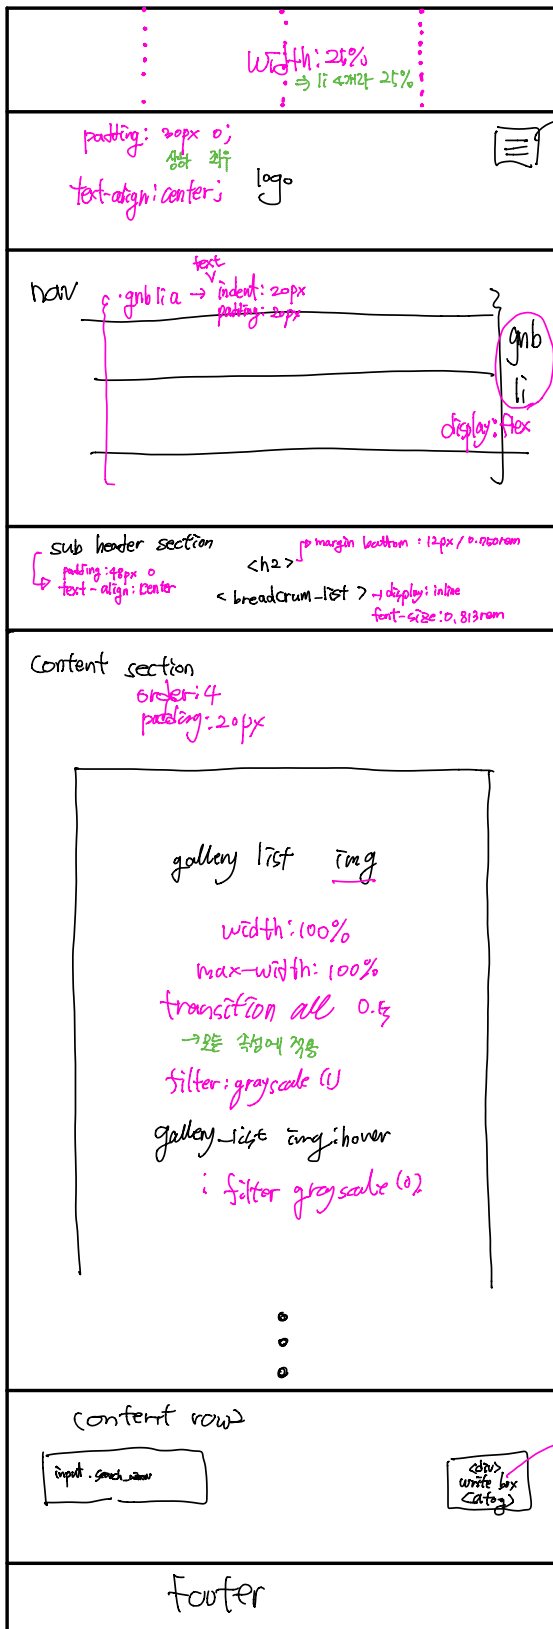 width: 25%
⇒ li 4개라 25%
padding: 20px 0;
상하 좌우
text-align: center;
logo
nav
text
.gnb li a → indent: 20px
padding: 20px
gnb
li
display: flex
sub header section
padding: 48px 0
text-align: center
<h2>
margin bottom : 12px / 0.750rem
<breadcrum_list>
→ display: inline
font-size: 0.813rem
content section
order: 4
padding: 20px
gallery list img
width: 100%
max-width: 100%
transition all 0.5
→ 모든 속성에 적용
filter: grayscale (1)
gallery_list img:hover
: filter grayscale (0)
content row2
input.
<div>
write box
<atag>
footer